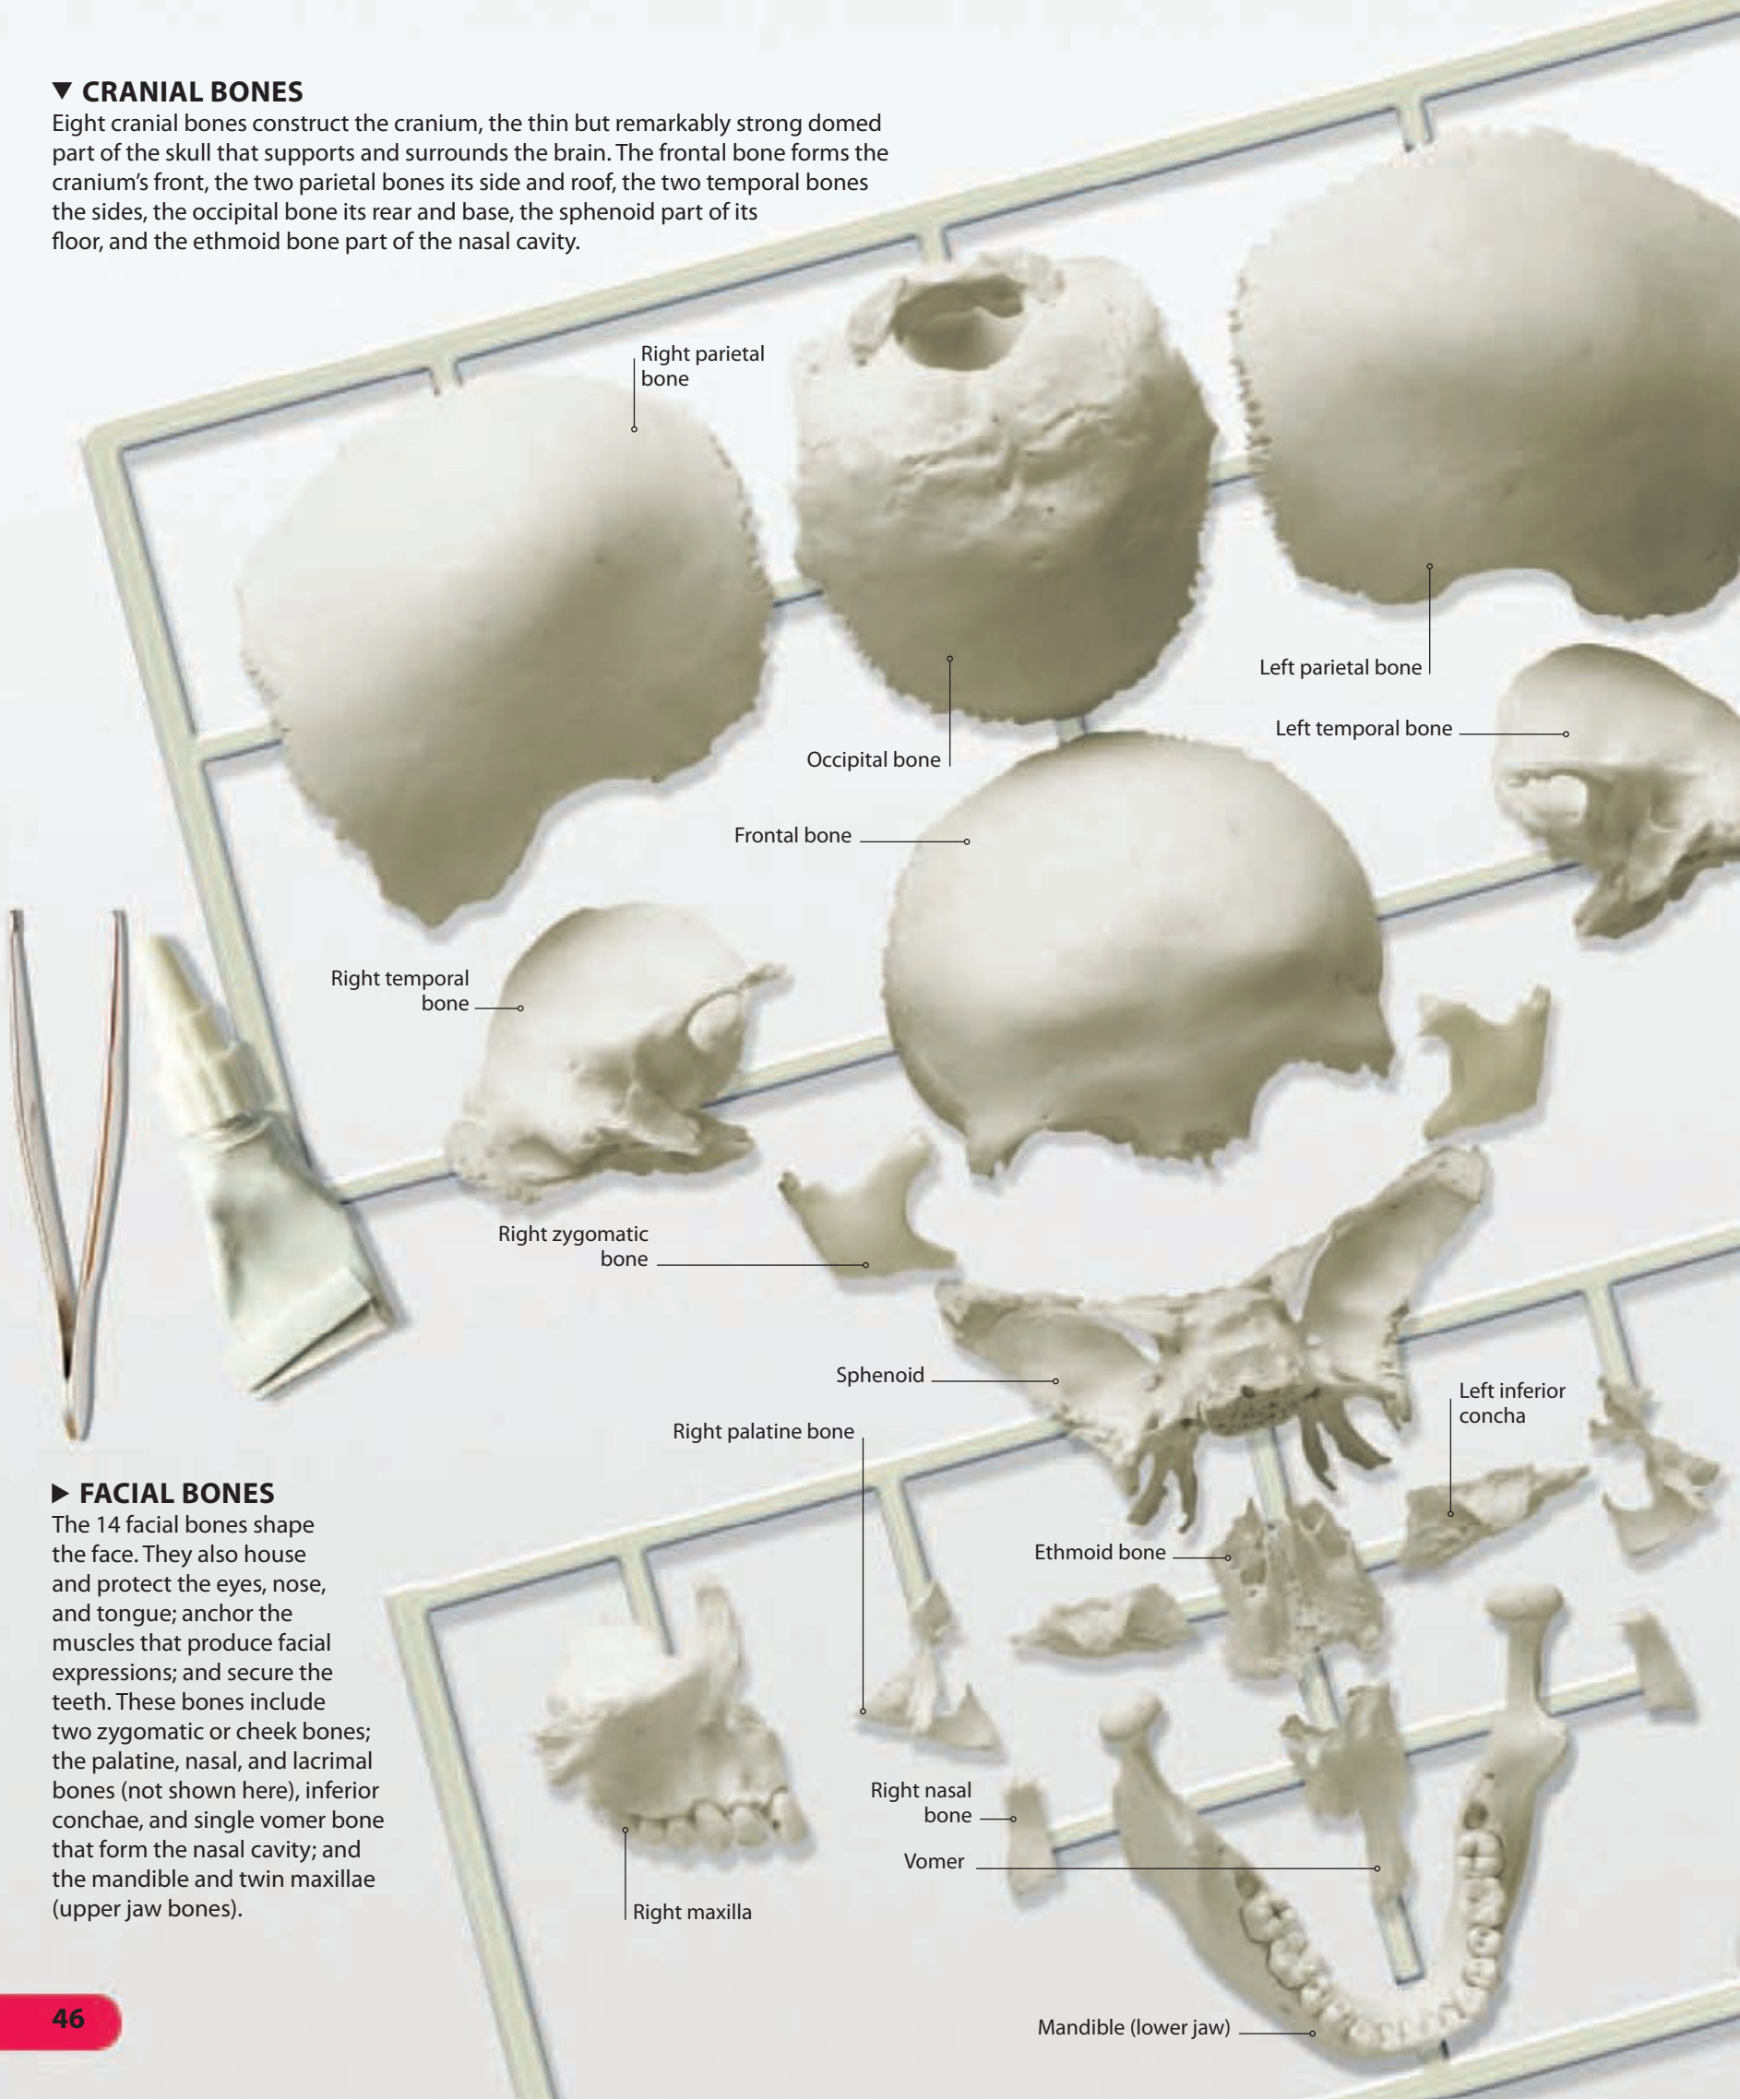 ▼ CRANIAL BONES
Eight cranial bones construct the cranium, the thin but remarkably strong domed
part of the skull that supports and surrounds the brain. The frontal bone forms the
cranium’s front, the two parietal bones its side and roof, the two temporal bones
the sides, the occipital bone its rear and base, the sphenoid part of its
floor, and the ethmoid bone part of the nasal cavity.
Right parietal
bone
Left parietal bone
Left temporal bone
Occipital bone
Frontal bone
Right temporal
bone
Right zygomatic
bone
Sphenoid
Left inferior
concha
Right palatine bone
Ethmoid bone
▶ FACIAL BONES
The 14 facial bones shape
the face. They also house
and protect the eyes, nose,
and tongue; anchor the
muscles that produce facial
expressions; and secure the
teeth. These bones include
two zygomatic or cheek bones;
the palatine, nasal, and lacrimal
bones (not shown here), inferior
conchae, and single vomer bone
that form the nasal cavity; and
the mandible and twin maxillae
(upper jaw bones).
Right nasal
bone
Vomer
Right maxilla
Mandible (lower jaw)
46